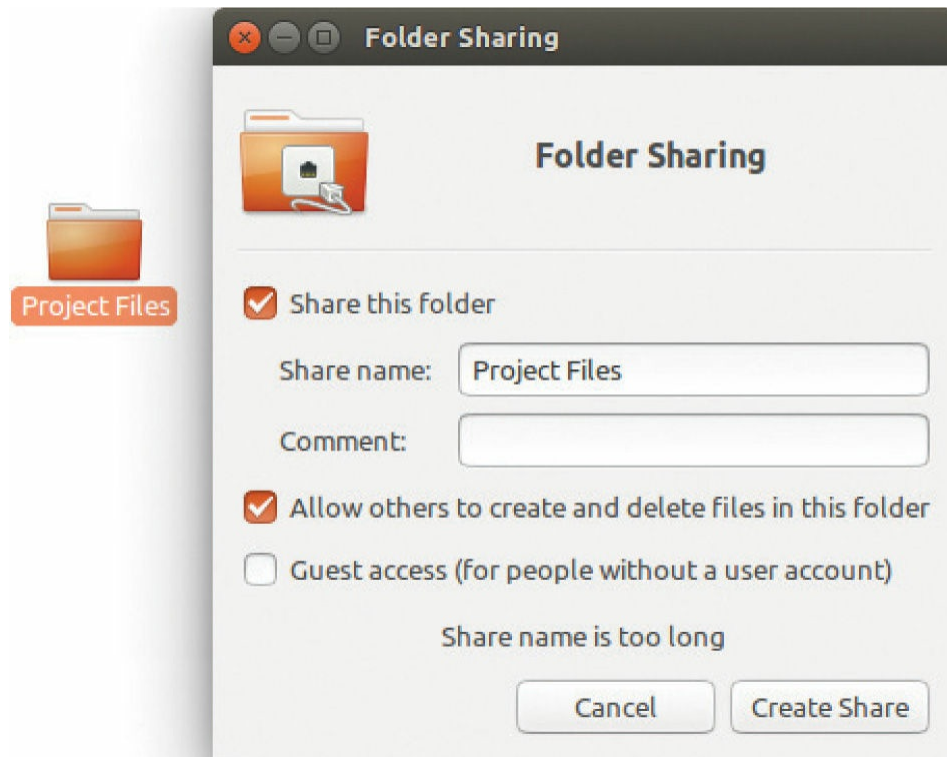 Folder Sharing
Folder Sharing
Project Files
Share this folder
Share name: Project Files
Comment:
Allow others to create and delete files in this folder
Guest access (for people without a user account)
Share name is too long
Cancel Create Share